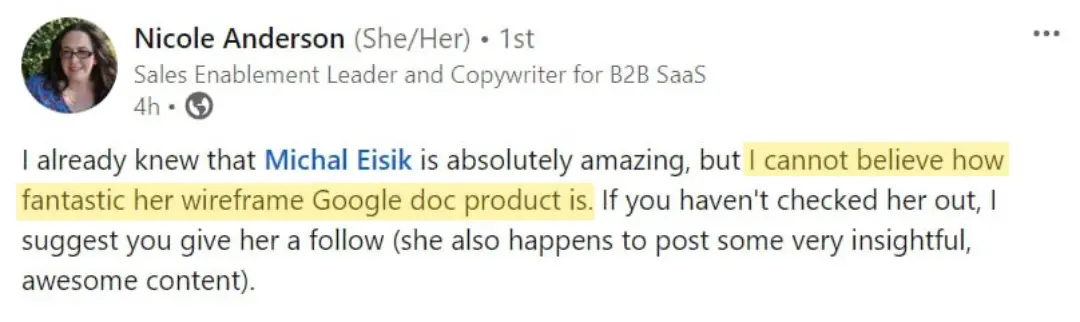 Nicole Anderson (She/Her) • 1st
Sales Enablement Leader and Copywriter for B2B SaaS
4h •
I already knew that Michal Eisik is absolutely amazing, but I cannot believe how
fantastic her wireframe Google doc product is. If you haven't checked her out, I
suggest you give her a follow (she also happens to post some very insightful,
awesome content).